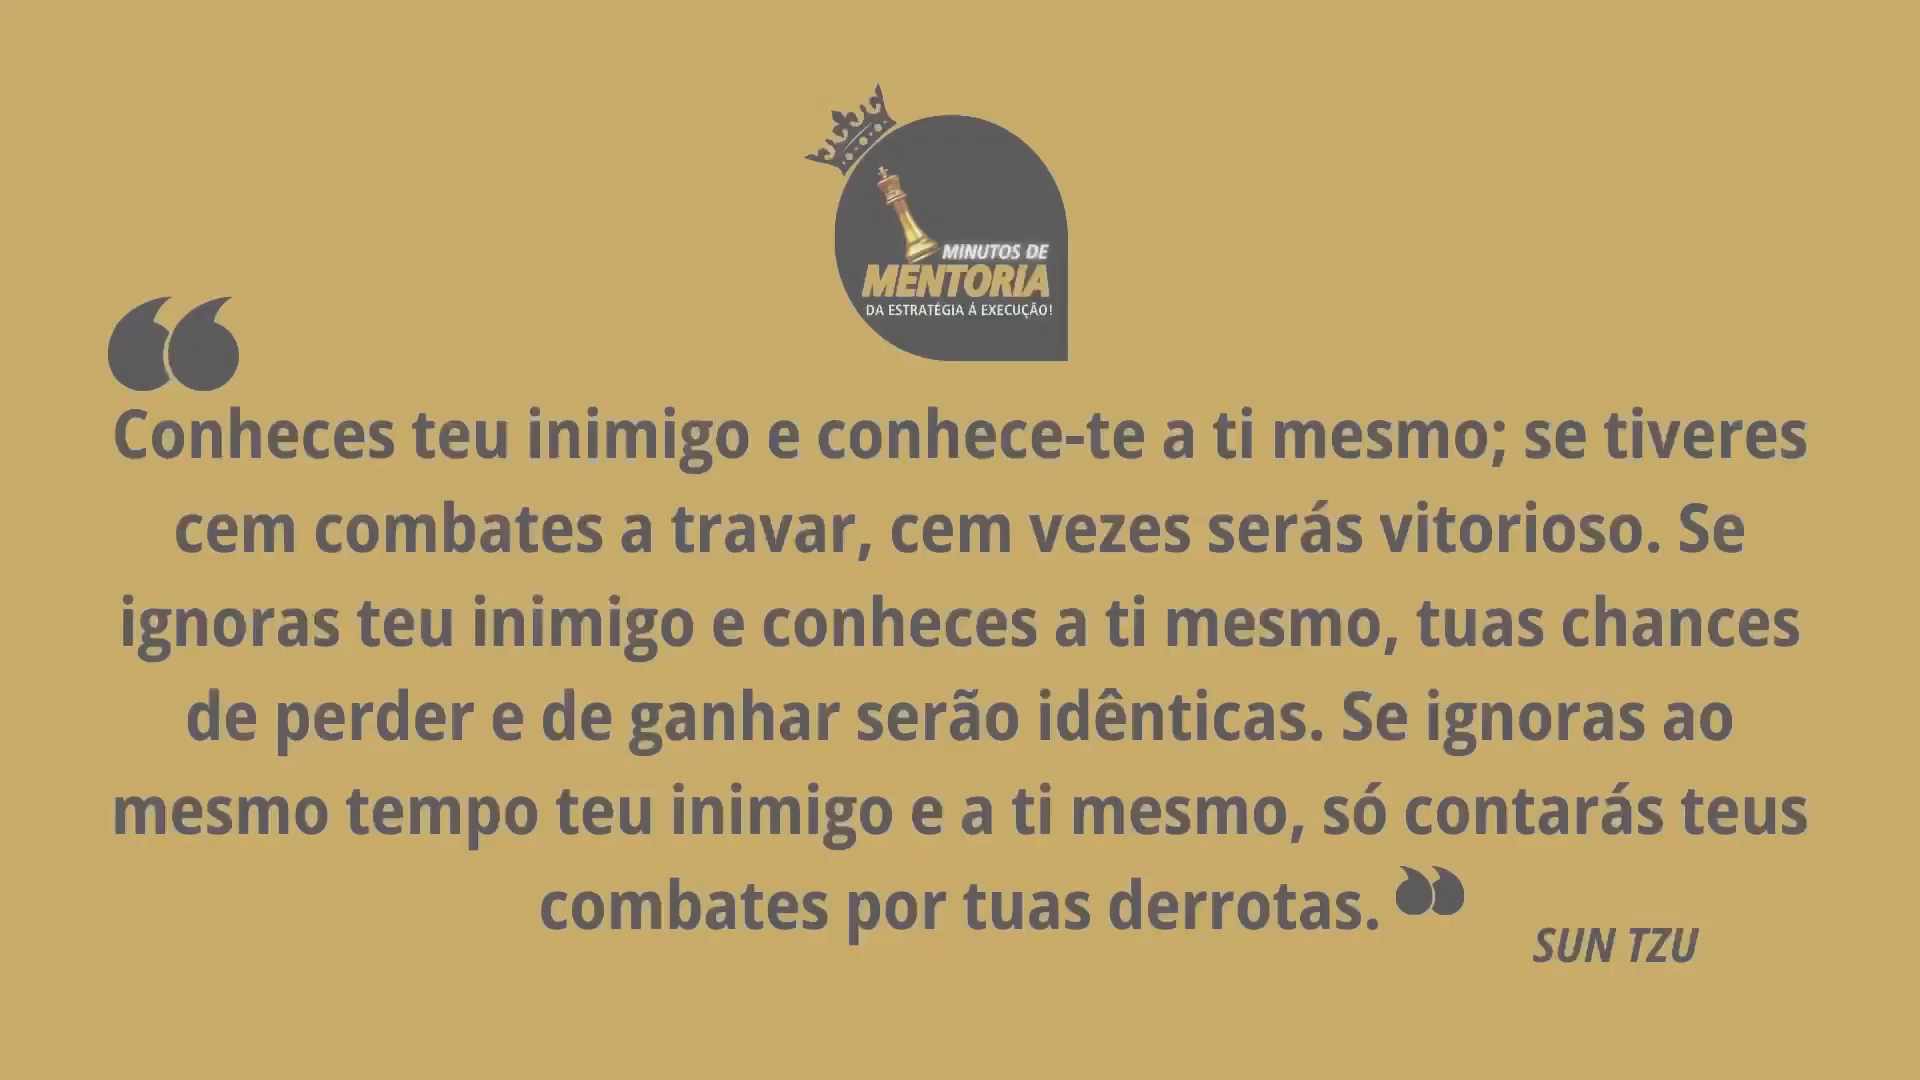 MINUTOS DE
MENTORIA
DA ESTRATÉGIA Á EXECUÇÃO!
“
Conheces teu inimigo e conhece-te a ti mesmo; se tiveres
cem combates a travar, cem vezes serás vitorioso. Se
ignoras teu inimigo e conheces a ti mesmo, tuas chances
de perder e de ganhar serão idênticas. Se ignoras ao
mesmo tempo teu inimigo e a ti mesmo, só contarás teus
combates por tuas derrotas.”
SUN TZU